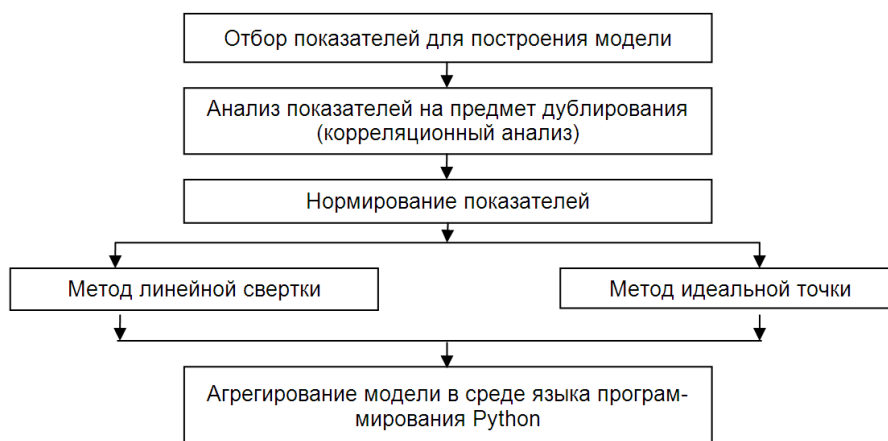 Отбор показателей для построения модели
Анализ показателей на предмет дублирования
(корреляционный анализ)
Нормирование показателей
Метод линейной свертки
Метод идеальной точки
Агрегирование модели в среде языка програм-
мирования Python